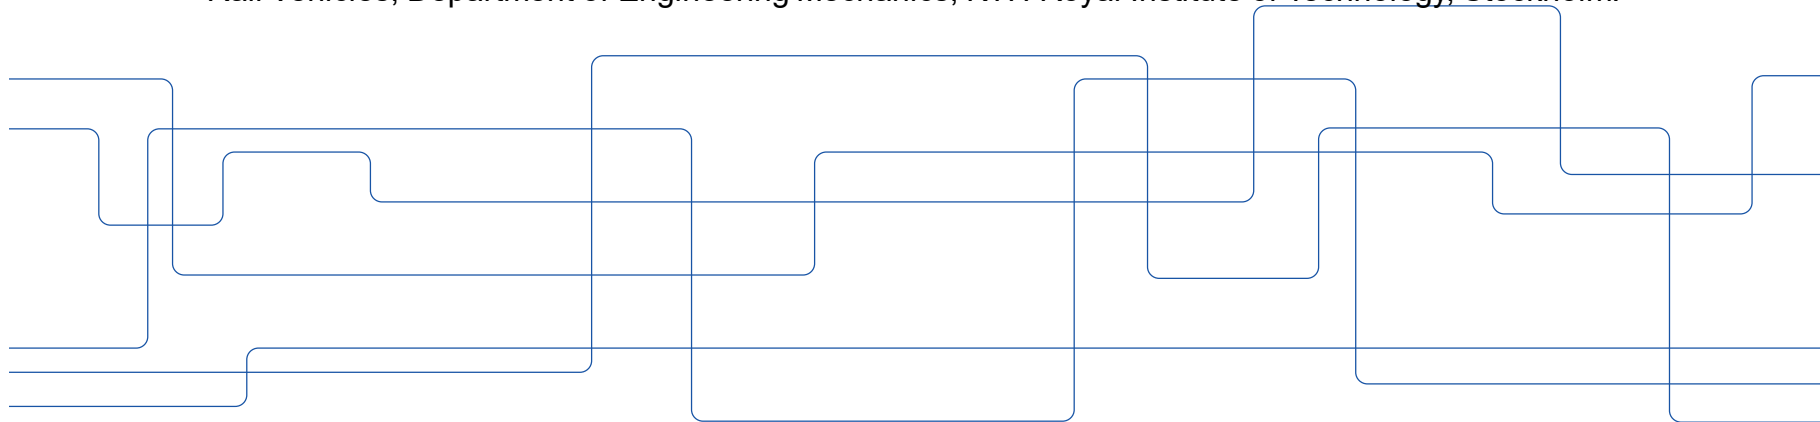 Rail Vehicles, Department of Engineering Mechanics, KTH Royal Institute of Technology, Stockholm.